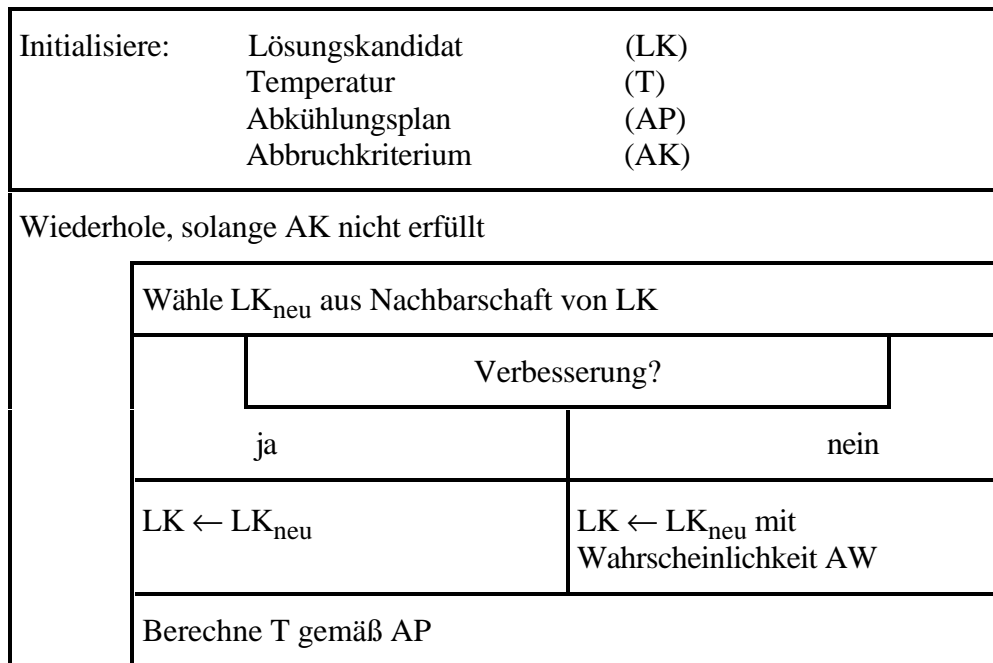 Initialisiere: Lösungskandidat (LK)
Temperatur (T)
Abkühlungsplan (AP)
Abbruchkriterium (AK)
Wiederhole, solange AK nicht erfüllt
Wähle LKneu aus Nachbarschaft von LK
Verbesserung?
ja nein
LK ← LKneu
LK ← LKneu mit
Wahrscheinlichkeit AW
Berechne T gemäß AP